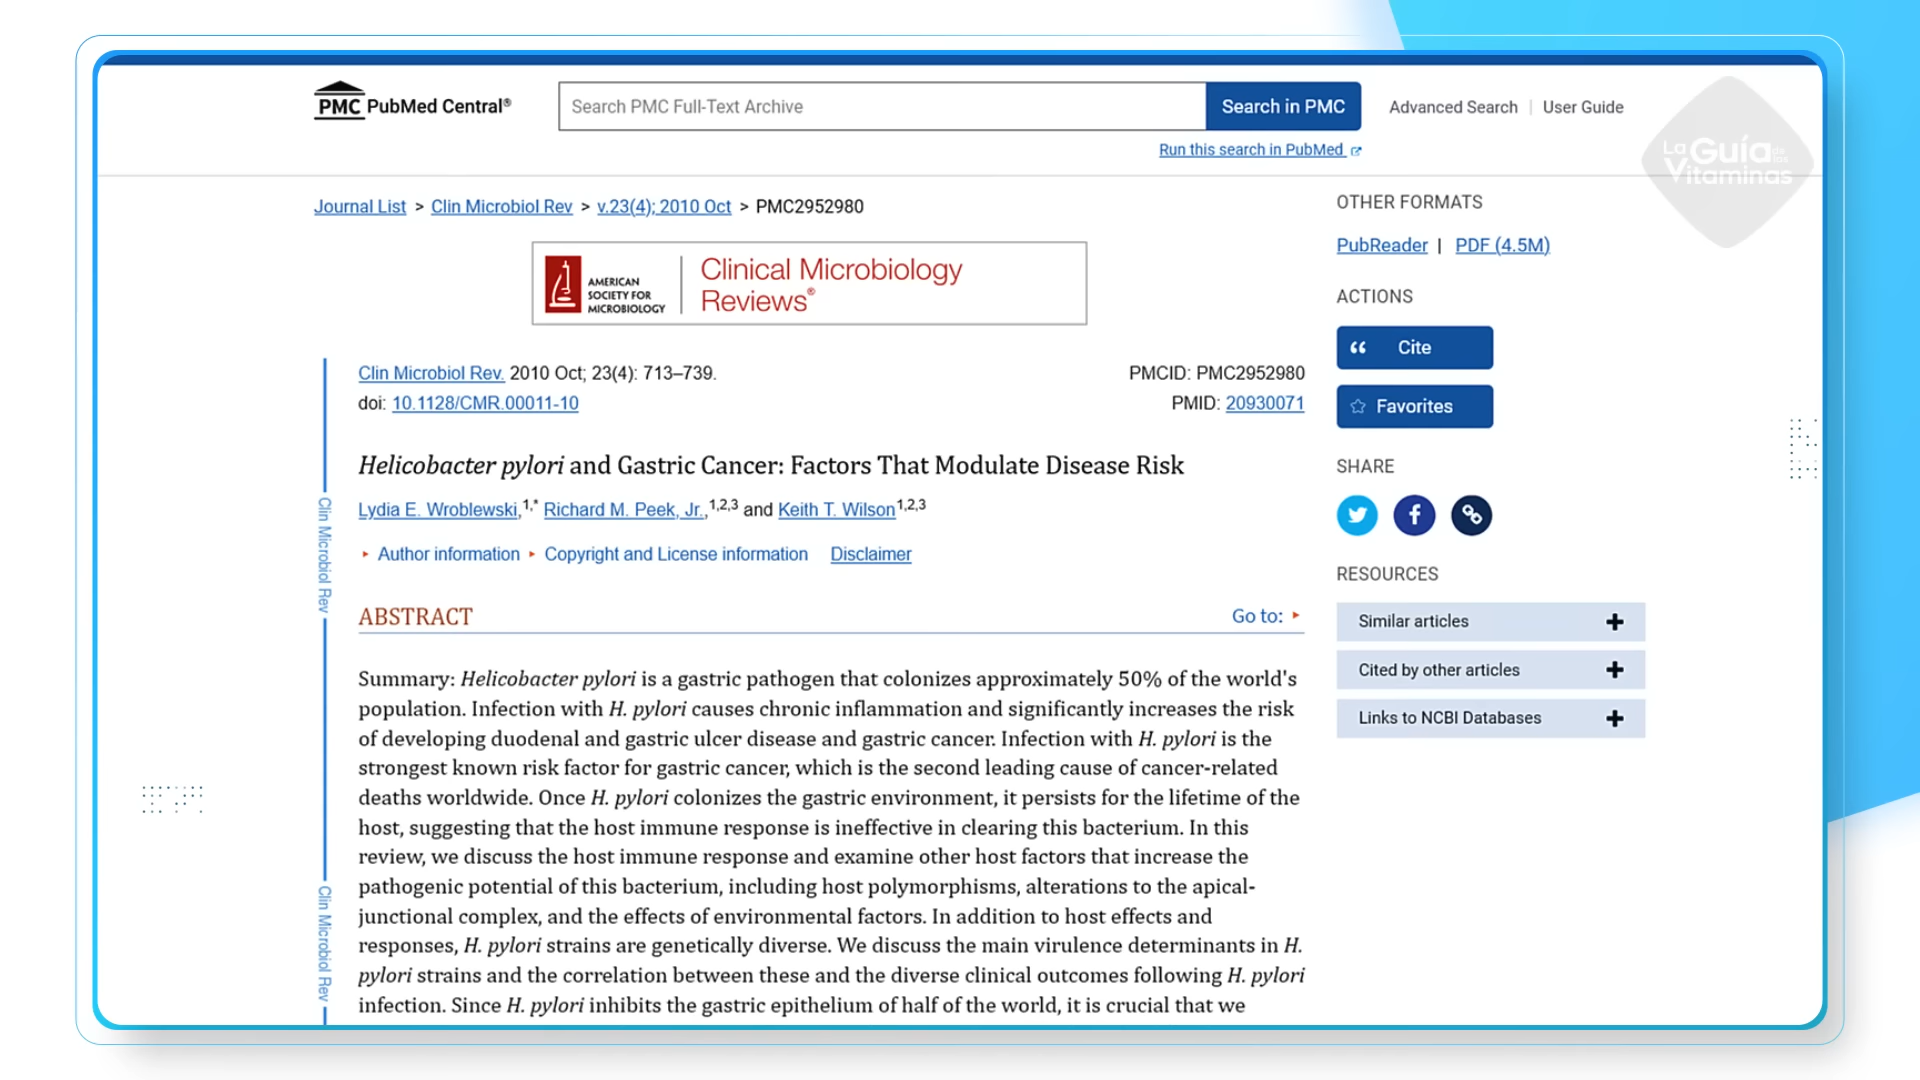 PMC PubMed Central®
Search PMC Full-Text Archive
Search in PMC
Advanced Search | User Guide
Run this search in PubMed
La Guía de las Vitaminas
Journal List > Clin Microbiol Rev > v.23(4); 2010 Oct > PMC2952980
AMERICAN
SOCIETY FOR
MICROBIOLOGY
Clinical Microbiology
Reviews®
Clin Microbiol Rev. 2010 Oct; 23(4): 713–739.
doi: 10.1128/CMR.00011-10
PMCID: PMC2952980
PMID: 20930071
Helicobacter pylori and Gastric Cancer: Factors That Modulate Disease Risk
Lydia E. Wroblewski,1,* Richard M. Peek, Jr.,1,2,3 and Keith T. Wilson1,2,3
Author information Copyright and License information Disclaimer
ABSTRACT
Go to:
Summary: Helicobacter pylori is a gastric pathogen that colonizes approximately 50% of the world's
population. Infection with H. pylori causes chronic inflammation and significantly increases the risk
of developing duodenal and gastric ulcer disease and gastric cancer. Infection with H. pylori is the
strongest known risk factor for gastric cancer, which is the second leading cause of cancer-related
deaths worldwide. Once H. pylori colonizes the gastric environment, it persists for the lifetime of the
host, suggesting that the host immune response is ineffective in clearing this bacterium. In this
review, we discuss the host immune response and examine other host factors that increase the
pathogenic potential of this bacterium, including host polymorphisms, alterations to the apical-
junctional complex, and the effects of environmental factors. In addition to host effects and
responses, H. pylori strains are genetically diverse. We discuss the main virulence determinants in H.
pylori strains and the correlation between these and the diverse clinical outcomes following H. pylori
infection. Since H. pylori inhibits the gastric epithelium of half of the world, it is crucial that we
Clin Microbiol Rev
Clin Microbiol Rev
OTHER FORMATS
PubReader | PDF (4.5M)
ACTIONS
Cite
Favorites
SHARE
RESOURCES
Similar articles
Cited by other articles
Links to NCBI Databases